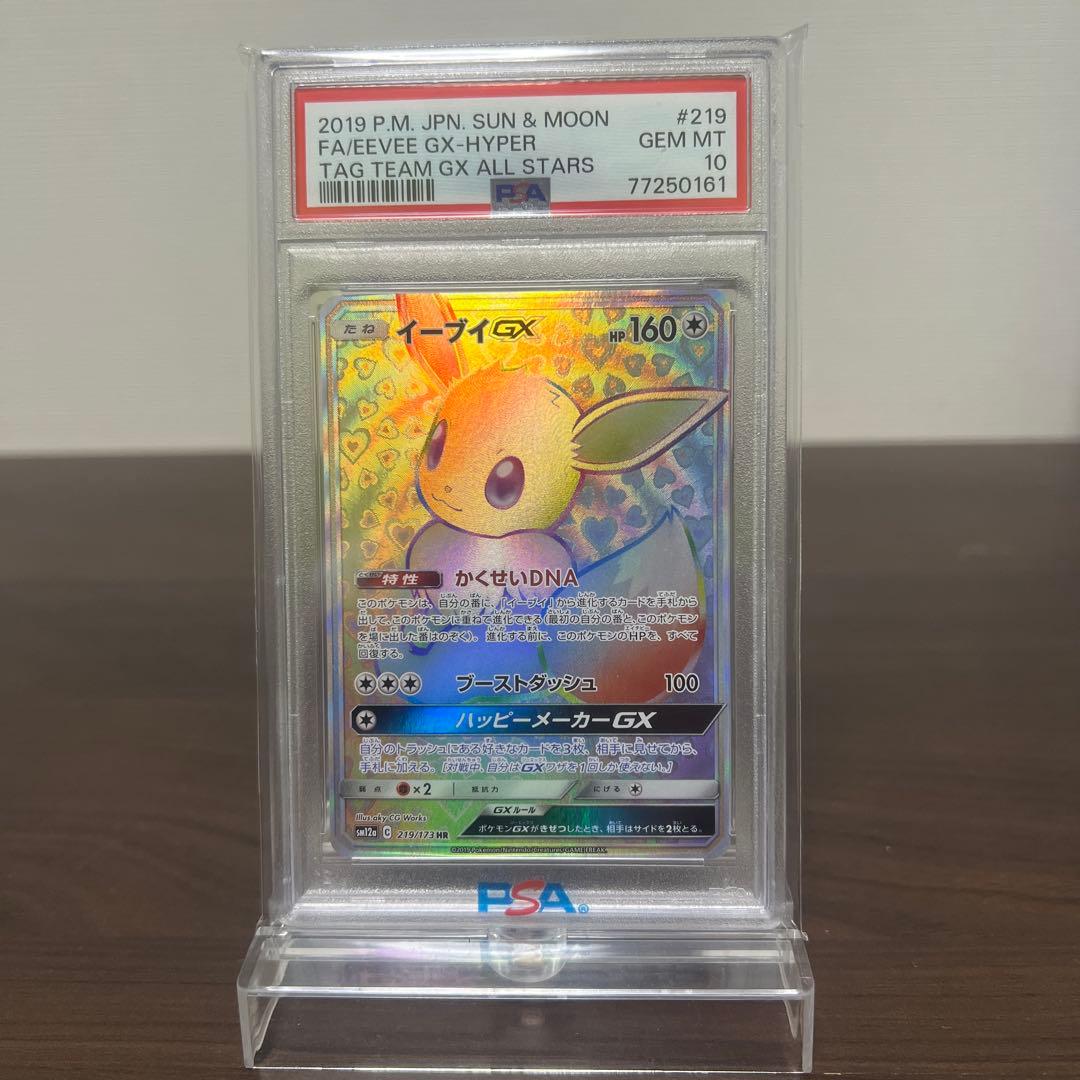 2019 P.M. JPN. SUN & MOON #219
FA/EEVEE GX-HYPER GEM MT
TAG TEAM GX ALL STARS 10
PSA 77250161
たね イーブイGX HP160
特性 かくせいDNA
このポケモンは、自分の番に、「イーブイ」から進化するカードを手札から
出して、このポケモンに重ねて進化できる(最初の自分の番と、このポケモン
を場に出した番はのぞく)。進化する前に、このポケモンのHPを、すべて
回復する。
ブーストダッシュ 100
ハッピーメーカーGX
自分のトラッシュにある好きなカードを3枚、相手に見せてから、
手札に加える。[対戦中、自分はGXワザを1回しか使えない。]
弱点 ×2 抵抗力 にげる
Illus. aky CG Works
GXルール
sm12a G 219/173 HR
ポケモンGXがきぜつしたとき、相手はサイドを2枚とる。
©2019 Pokémon/Nintendo/Creatures/GAME FREAK.
PSA®